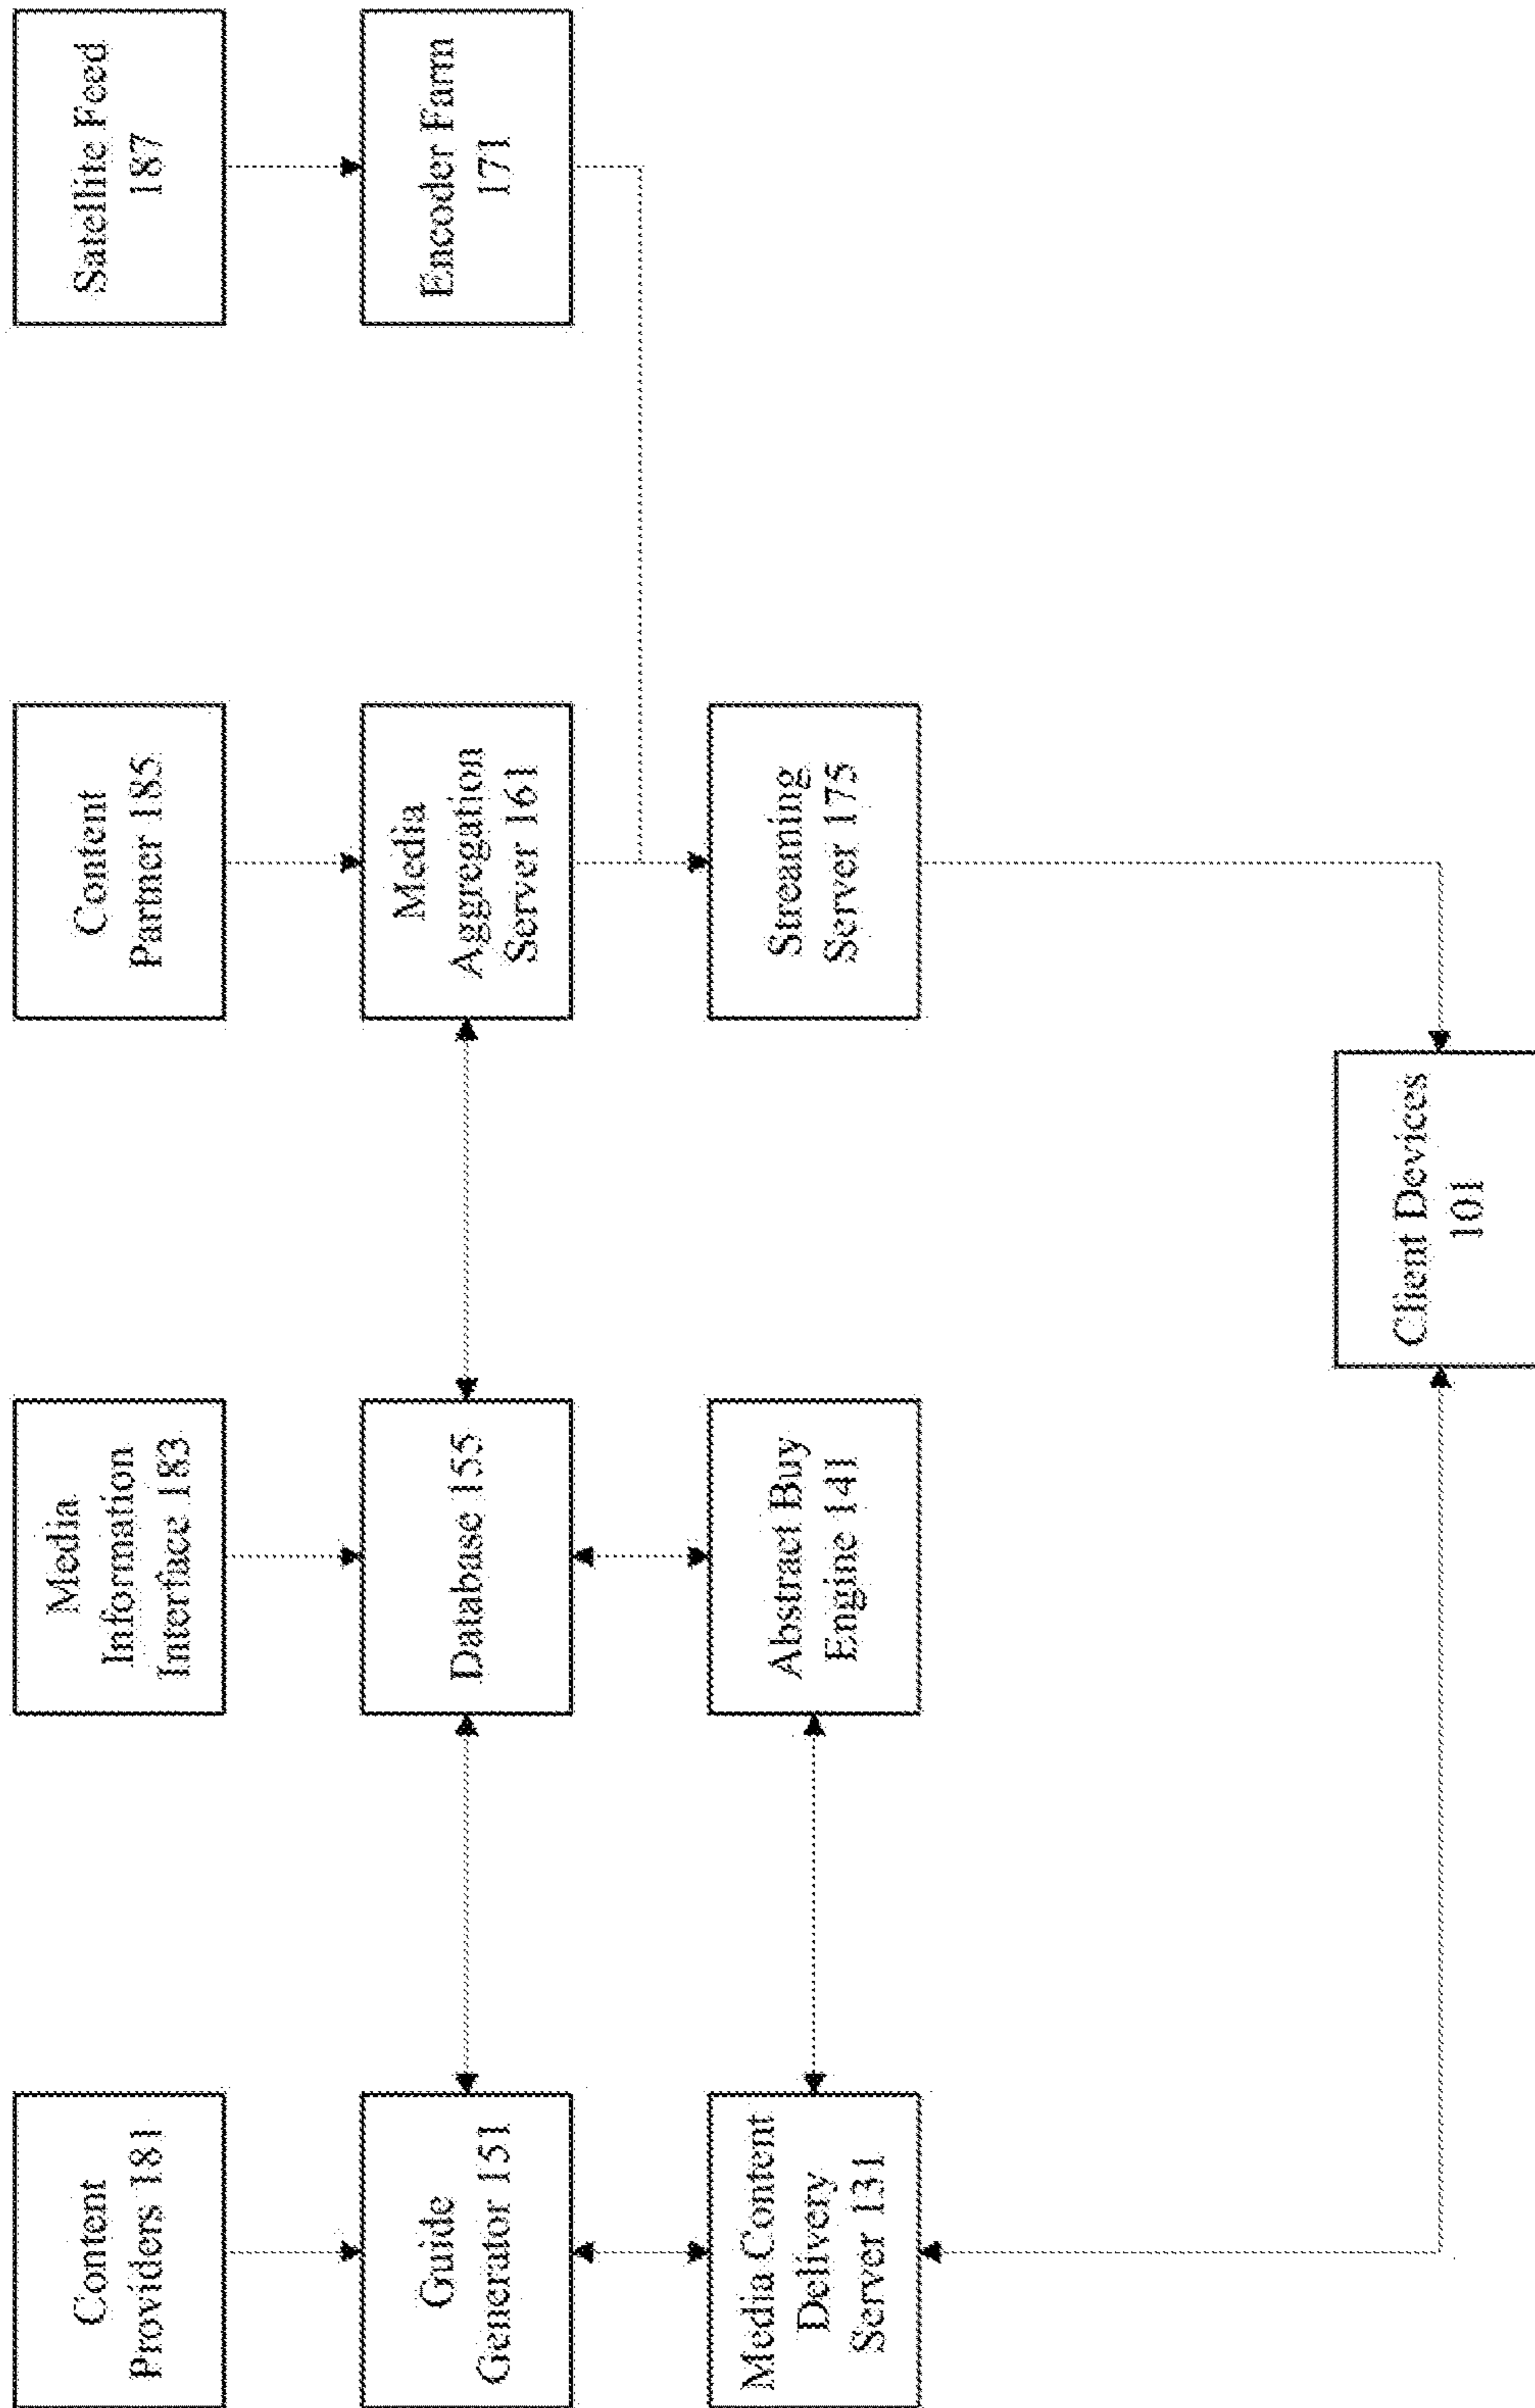 Content
Providers 181
Media
Information
Interface 183
Content
Partner 185
Satellite Feed
187
Guide
Generator 151
Database 155
Media
Aggregation
Server 161
Encoder Farm
171
Media Content
Delivery
Server 131
Abstract Buy
Engine 141
Streaming
Server 175
Client Devices
101